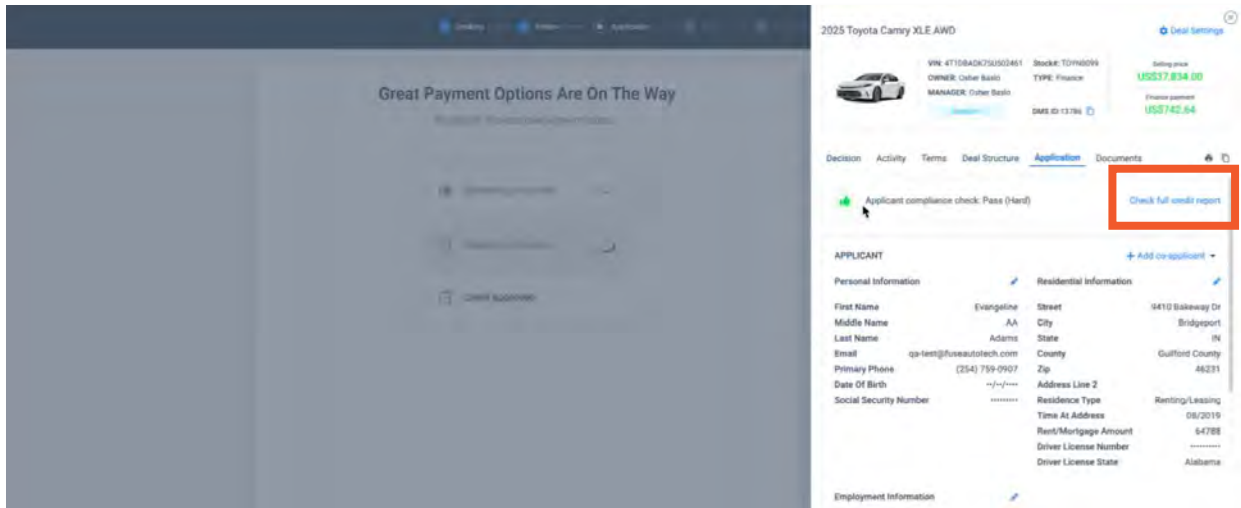 Great Payment Options Are On The Way
2025 Toyota Camry XLE AWD
Deal Settings
OWNER: Osher Baslo
MANAGER: Osher Baslo
TYPE: Finance
DMS ID:13786
Selling price
US$37,834.00
Finance payment
US$742.64
Decision Activity Terms Deal Structure Application Documents
Applicant compliance check: Pass (Hard)
Check full credit report
APPLICANT
+ Add co-applicant
Personal Information
First Name Evangeline
Middle Name AA
Last Name Adams
Email qa-test@fuseautotech.com
Primary Phone (254) 759-0907
Date Of Birth --/--/----
Social Security Number
Residential Information
Street 9410 Bakeway Dr
City Bridgeport
State IN
County Guilford County
Zip 46231
Address Line 2
Residence Type Renting/Leasing
Time At Address 08/2019
Rent/Mortgage Amount 64788
Driver License Number
Driver License State Alabama
Employment Information